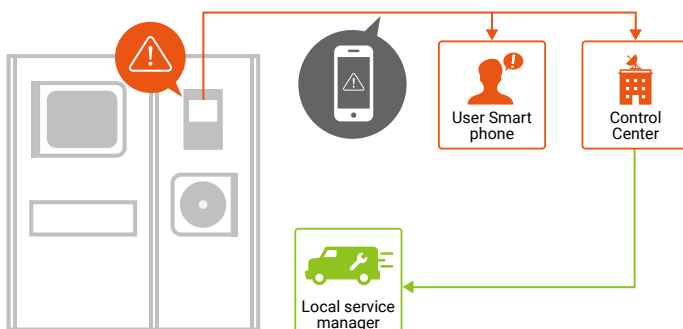 User Smart
phone
Control
Center
Local service
manager